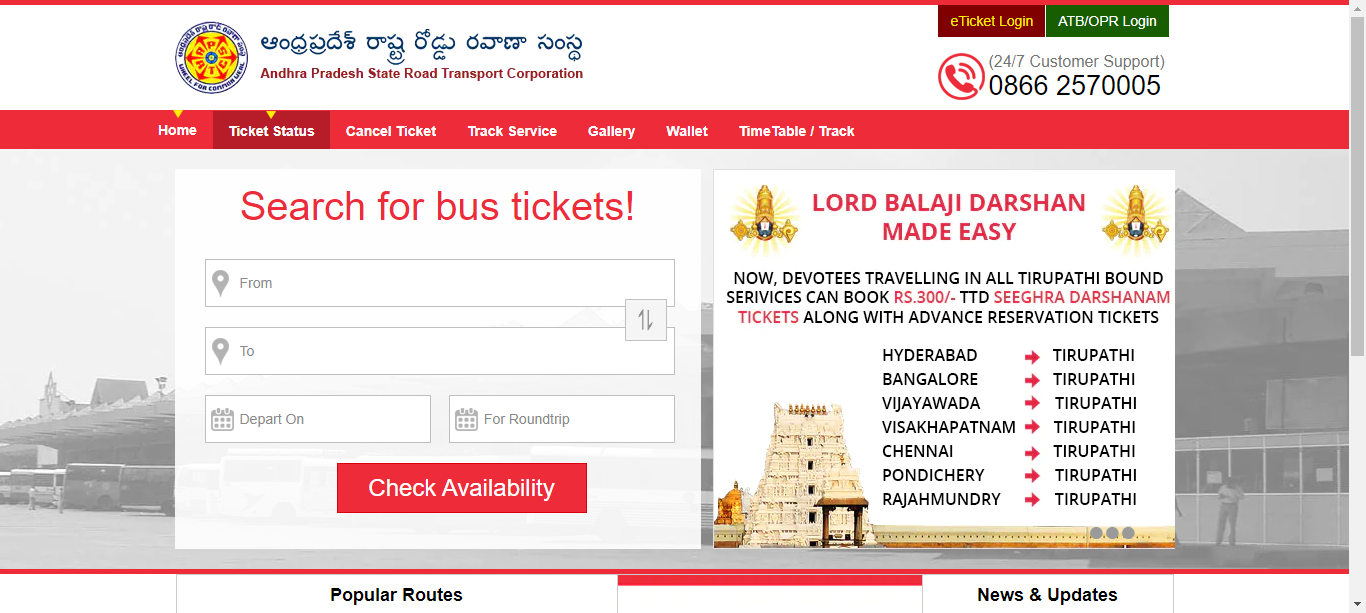 eTicket Login
ATB/OPR Login
ఆంధ్రప్రదేశ్ రాష్ట్ర రోడ్డు రవాణా సంస్థ
Andhra Pradesh State Road Transport Corporation
(24/7 Customer Support)
0866 2570005
Home
Ticket Status
Cancel Ticket
Track Service
Gallery
Wallet
TimeTable / Track
Search for bus tickets!
From
To
Depart On
For Roundtrip
Check Availability
LORD BALAJI DARSHAN
MADE EASY
NOW, DEVOTEES TRAVELLING IN ALL TIRUPATHI BOUND
SERIVICES CAN BOOK RS.300/- TTD SEEGHRA DARSHANAM
TICKETS ALONG WITH ADVANCE RESERVATION TICKETS
HYDERABAD TIRUPATHI
BANGALORE TIRUPATHI
VIJAYAWADA TIRUPATHI
VISAKHAPATNAM TIRUPATHI
CHENNAI TIRUPATHI
PONDICHERY TIRUPATHI
RAJAHMUNDRY TIRUPATHI
Popular Routes
News & Updates